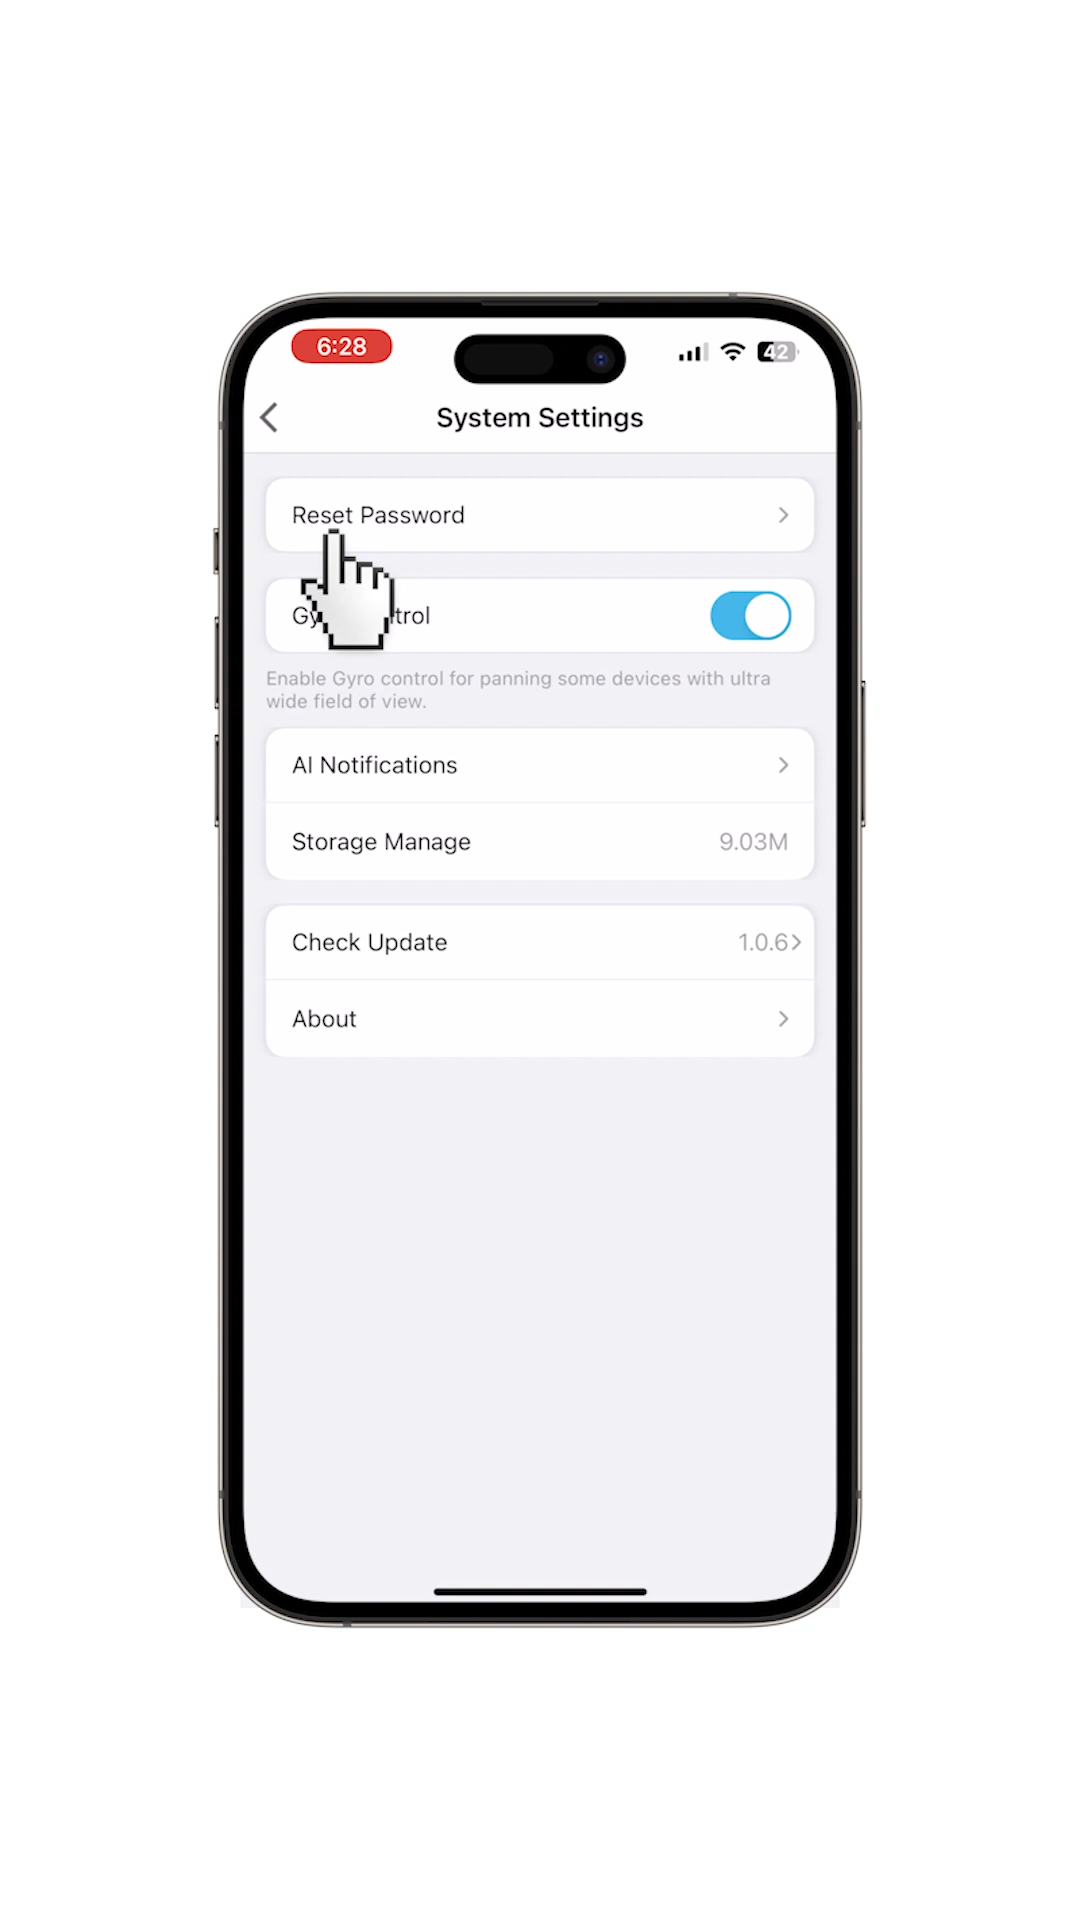 6:28
42
System Settings
Reset Password
Gy trol
Enable Gyro control for panning some devices with ultra
wide field of view.
AI Notifications
Storage Manage 9.03M
Check Update 1.0.6
About